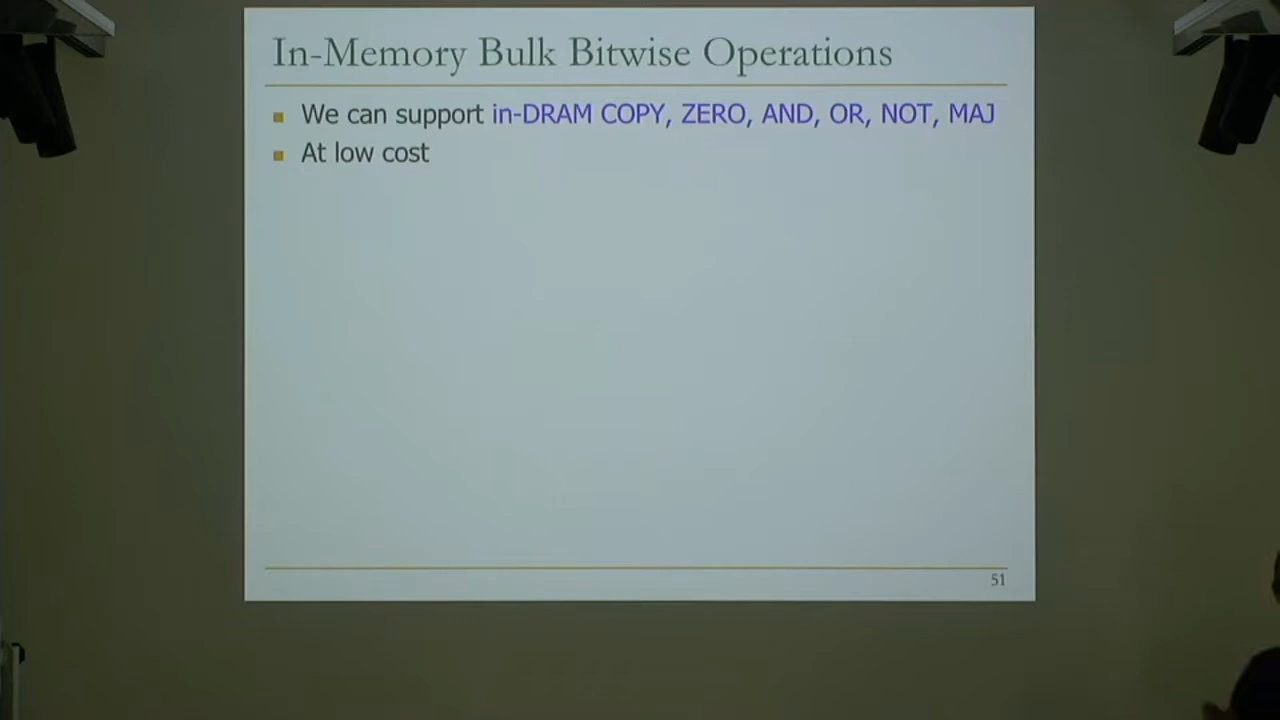 In-Memory Bulk Bitwise Operations
We can support in-DRAM COPY, ZERO, AND, OR, NOT, MAJ
At low cost
51